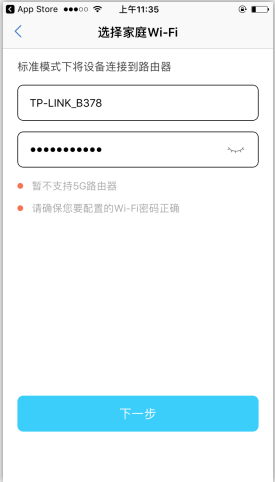 App Store 上午11:35
选择家庭Wi-Fi
标准模式下将设备连接到路由器
TP-LINK_B378
•••••••••••
暂不支持5G路由器
请确保您要配置的Wi-Fi密码正确
下一步